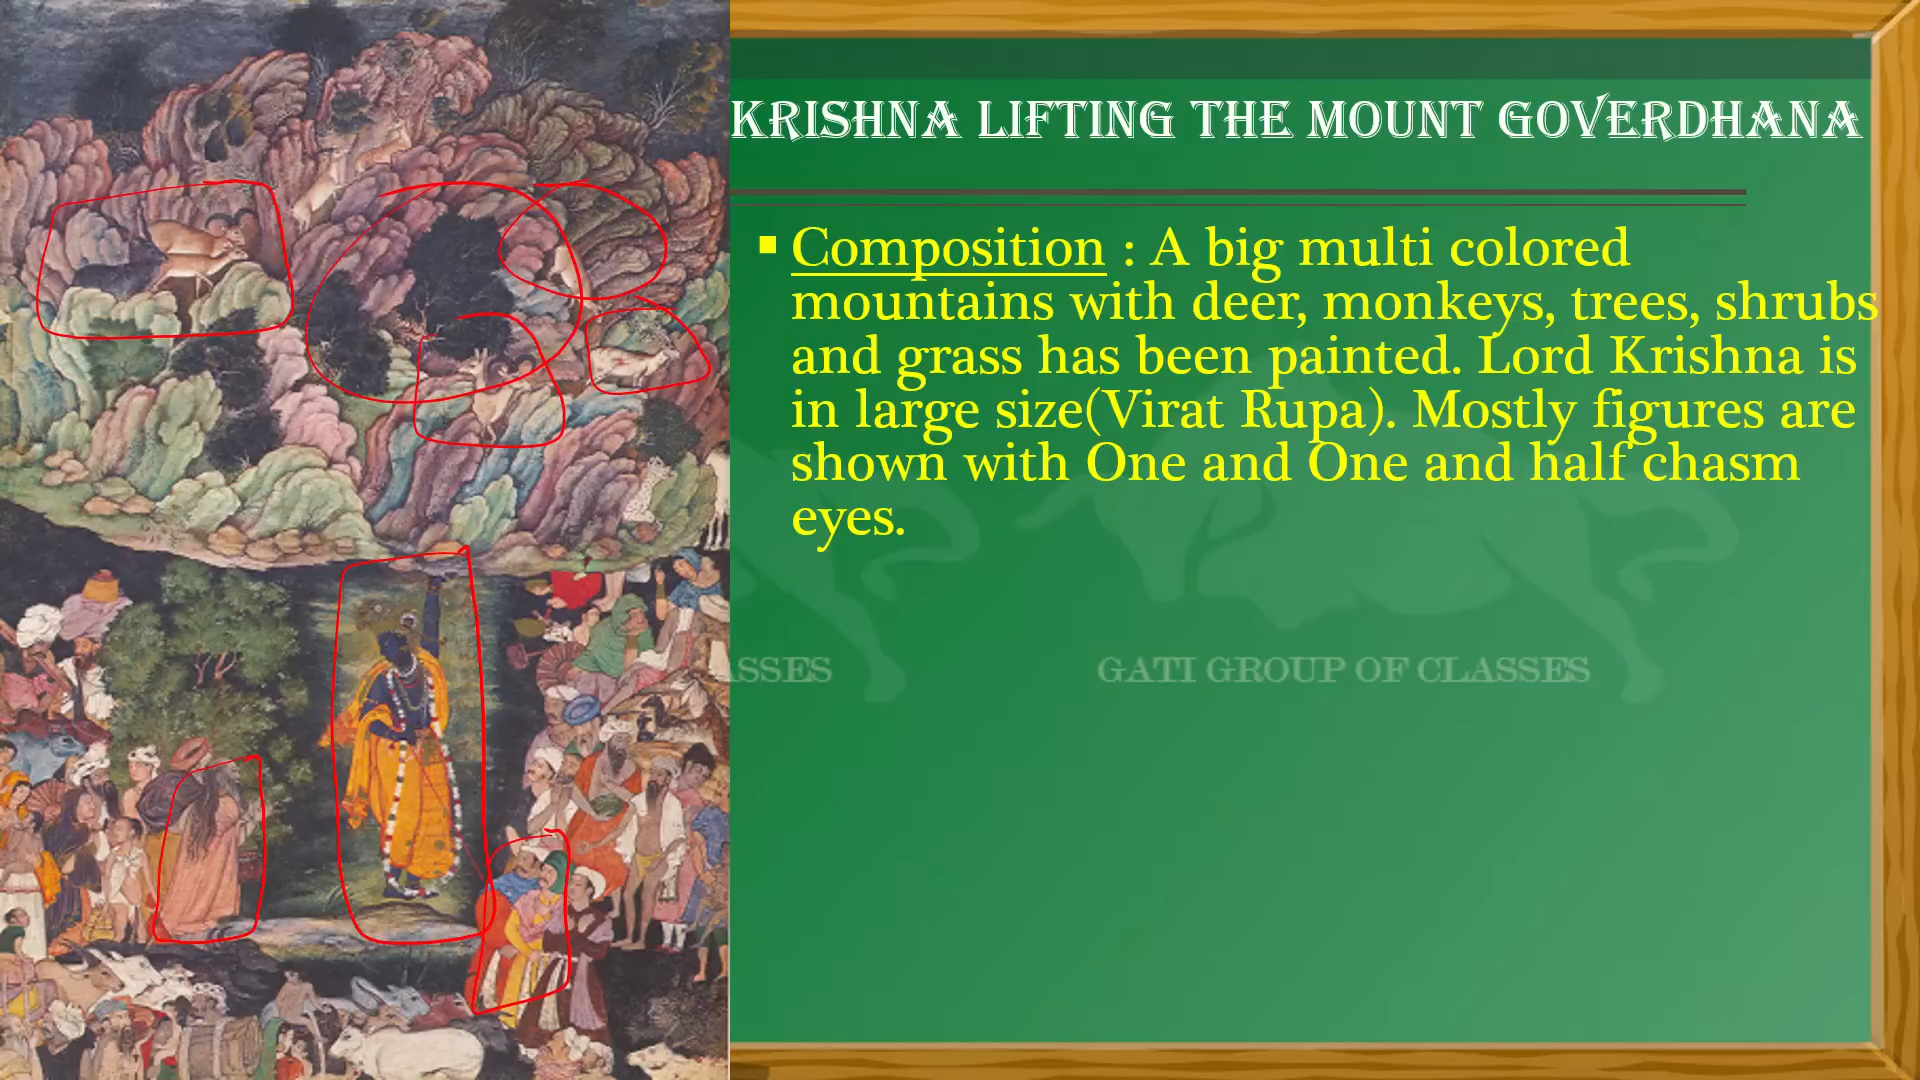 KRISHNA LIFTING THE MOUNT GOVERDHANA
▪ Composition : A big multi colored
mountains with deer, monkeys, trees, shrubs
and grass has been painted. Lord Krishna is
in large size(Virat Rupa). Mostly figures are
shown with One and One and half chasm
eyes.
ASSES
GATI GROUP OF CLASSES